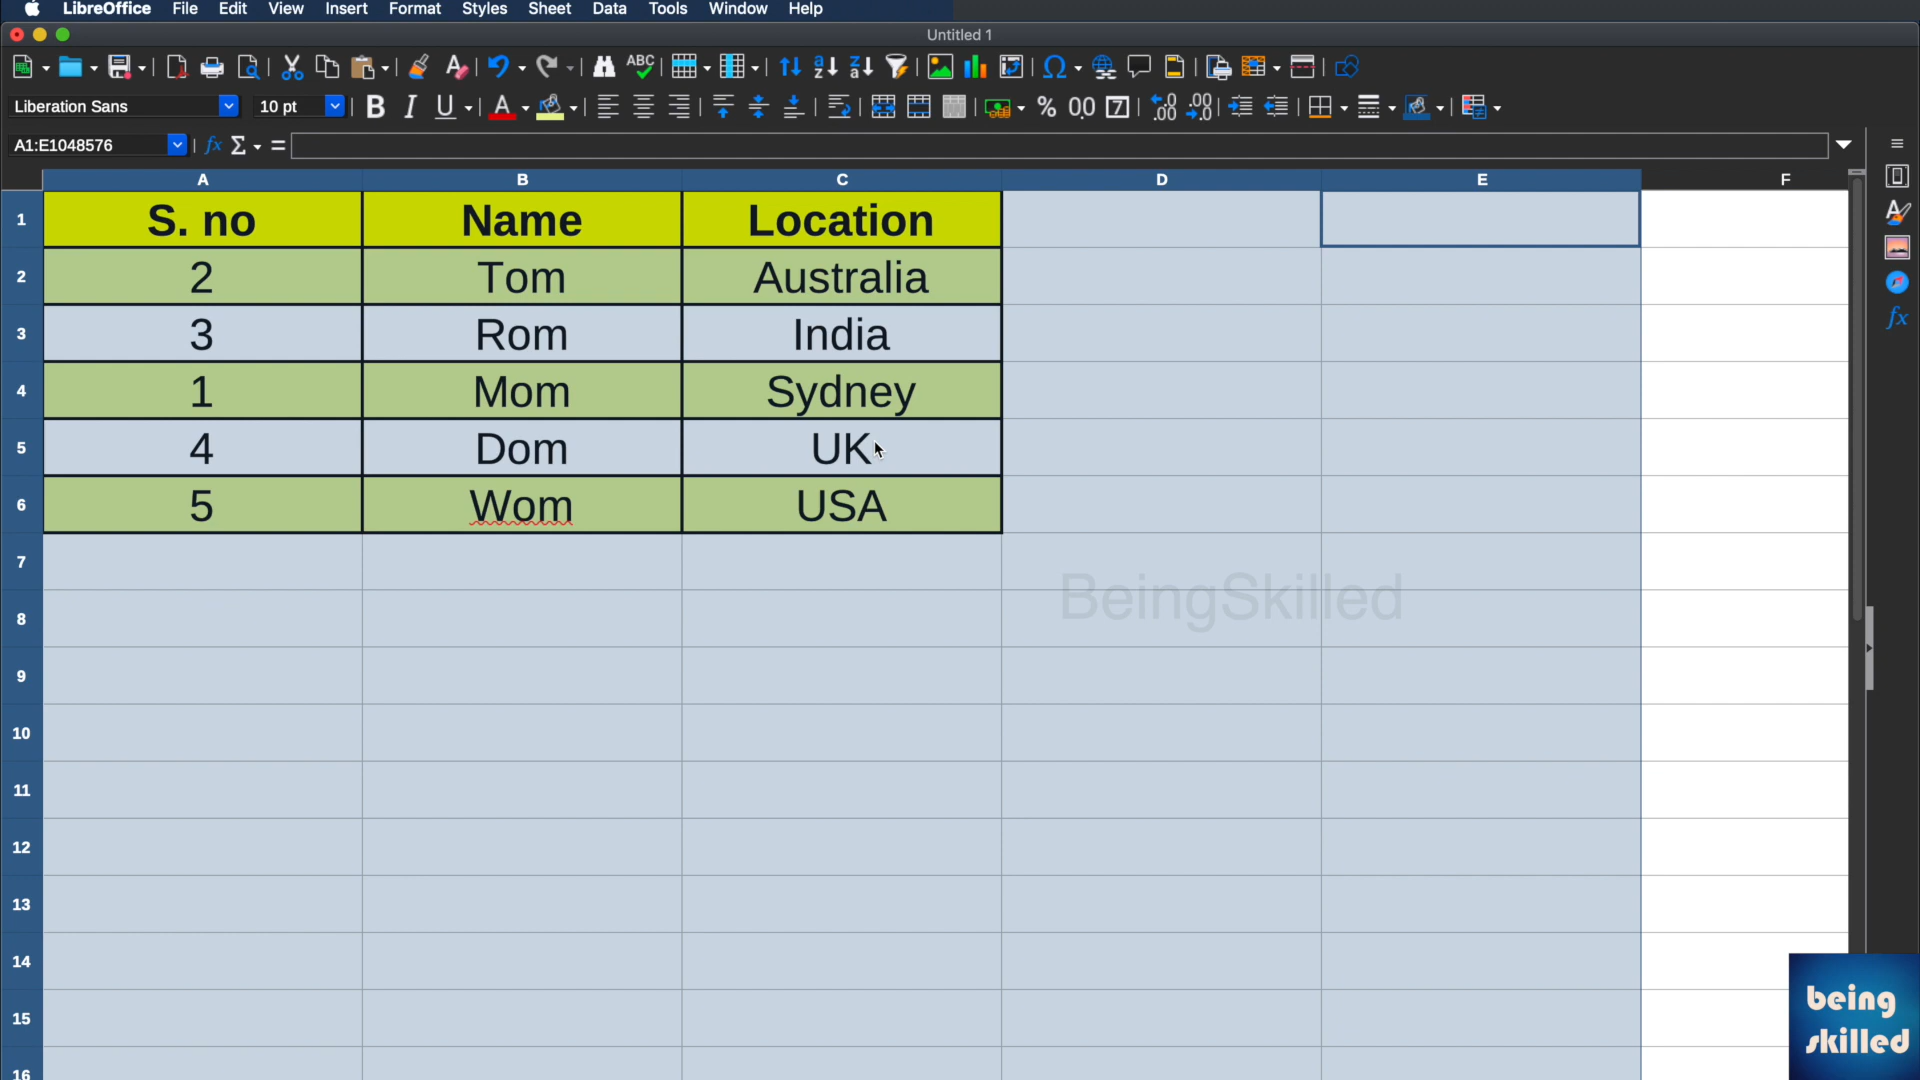 LibreOffice File Edit View Insert Format Styles Sheet Data Tools Window Help
Untitled 1
Liberation Sans 10 pt
A1:E1048576
A B C D E F
1 S. no Name Location
2 2 Tom Australia
3 3 Rom India
4 1 Mom Sydney
5 4 Dom UK
6 5 Wom USA
7
BeingSkilled
8
9
10
11
12
13
14
15
16
being
skilled